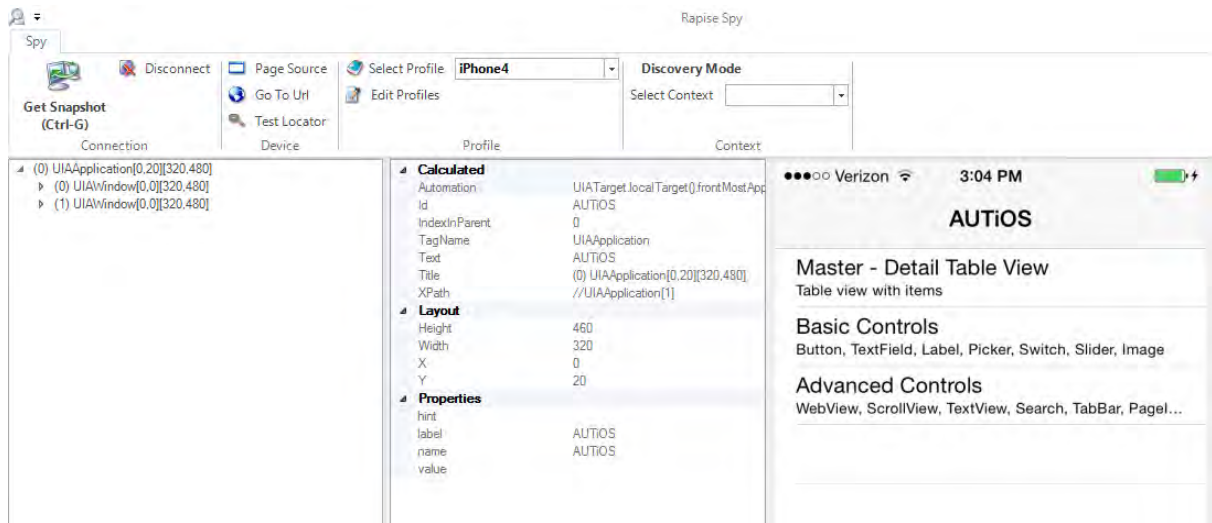 Rapise Spy
Spy
Get Snapshot
(Ctrl-G)
Disconnect
Connection
Page Source
Go To Url
Test Locator
Device
Select Profile iPhone4
Edit Profiles
Profile
Discovery Mode
Select Context
Context
(0) UIAApplication[0,20][320,480]
(0) UIAWindow[0,0][320,480]
(1) UIAWindow[0,0][320,480]
Calculated
Automation UIATarget.localTarget().frontMostApp
Id AUTiOS
IndexInParent 0
TagName UIAApplication
Text AUTiOS
Title (0) UIAApplication[0,20][320,480]
XPath //UIAApplication[1]
Layout
Height 460
Width 320
X 0
Y 20
Properties
hint
label AUTiOS
name AUTiOS
value
Verizon 3:04 PM
AUTiOS
Master - Detail Table View
Table view with items
Basic Controls
Button, TextField, Label, Picker, Switch, Slider, Image
Advanced Controls
WebView, ScrollView, TextView, Search, TabBar, PageI...